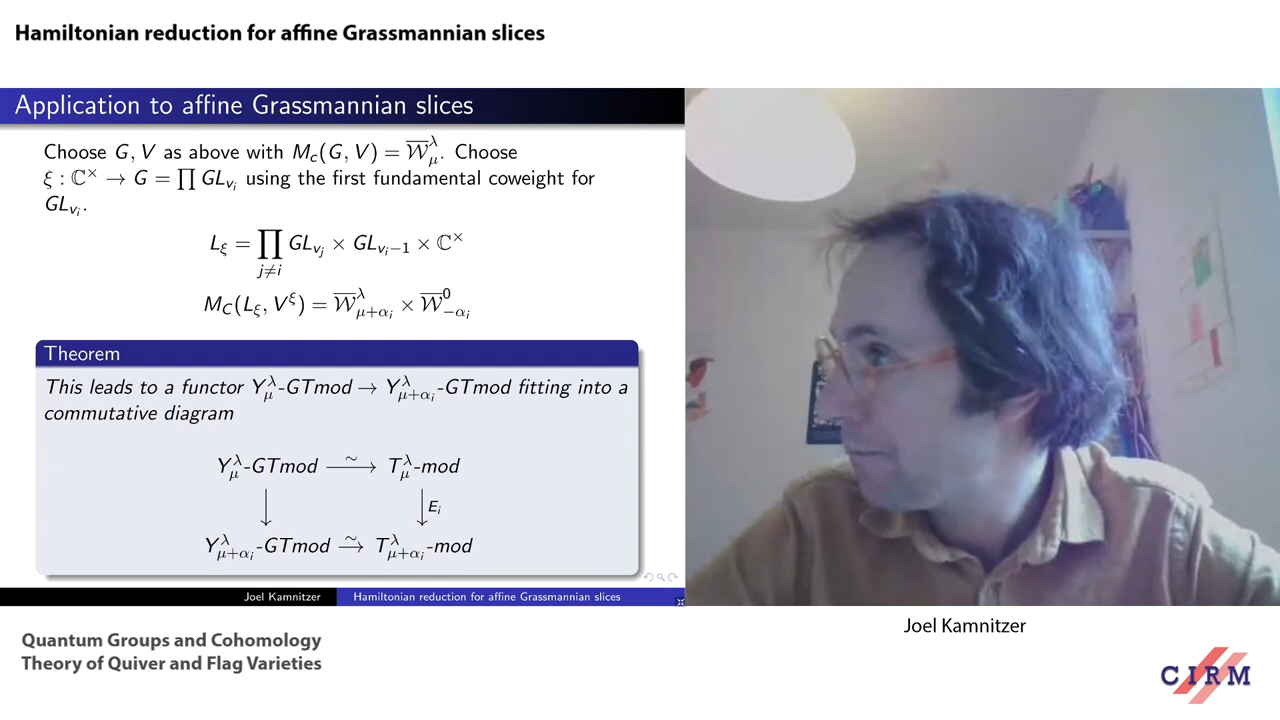 Hamiltonian reduction for affine Grassmannian slices
Application to affine Grassmannian slices
Choose G, V as above with M_c(G, V) = \overline{W}^λ_μ. Choose
ξ : ℂ^× → G = ∏ GL_{v_i} using the first fundamental coweight for
GL_{v_i}.
L_ξ = ∏_{j≠i} GL_{v_j} × GL_{v_i−1} × ℂ^×
M_C(L_ξ, V^ξ) = \overline{W}^λ_{μ+α_i} × \overline{W}^0_{−α_i}
Theorem
This leads to a functor Y^λ_μ-GTmod → Y^λ_{μ+α_i}-GTmod fitting into a
commutative diagram
Y^λ_μ-GTmod ⟶^∼ T^λ_μ-mod
E_i
Y^λ_{μ+α_i}-GTmod ⟶^∼ T^λ_{μ+α_i}-mod
Joel Kamnitzer Hamiltonian reduction for affine Grassmannian slices
Joel Kamnitzer
Quantum Groups and Cohomology
Theory of Quiver and Flag Varieties
CIRM